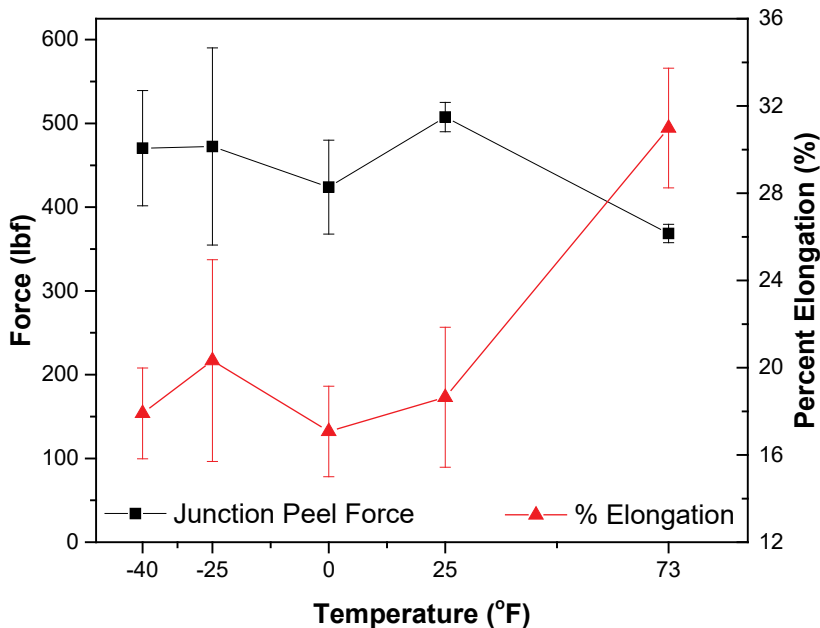 600
500
400
300
200
100
0
Force (lbf)
36
32
28
24
20
16
12
Percent Elongation (%)
Junction Peel Force
% Elongation
-40 -25 0 25 73
Temperature (°F)